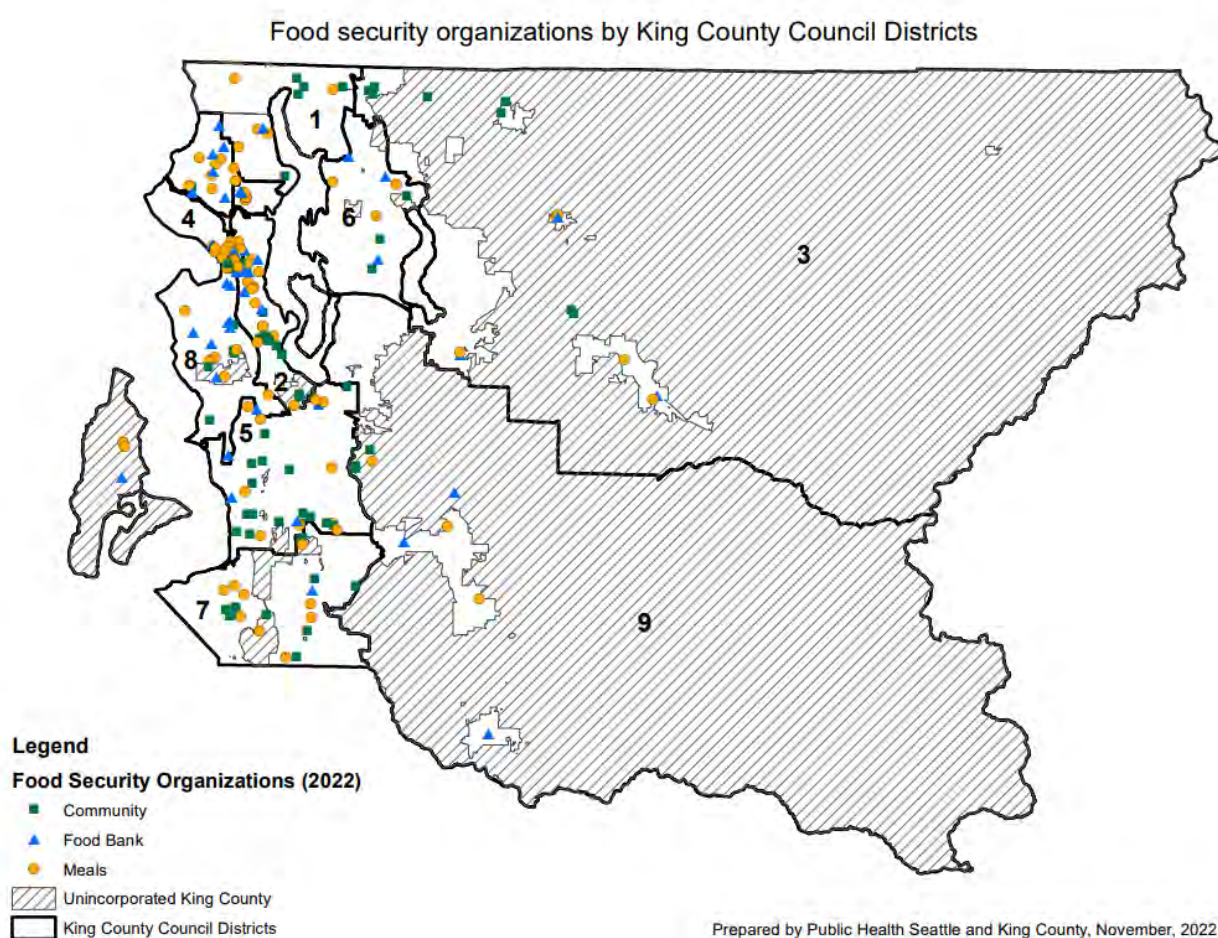 Food security organizations by King County Council Districts
1
4
6
3
8
2
5
7
9
Legend
Food Security Organizations (2022)
Community
Food Bank
Meals
Unincorporated King County
King County Council Districts
Prepared by Public Health Seattle and King County, November, 2022